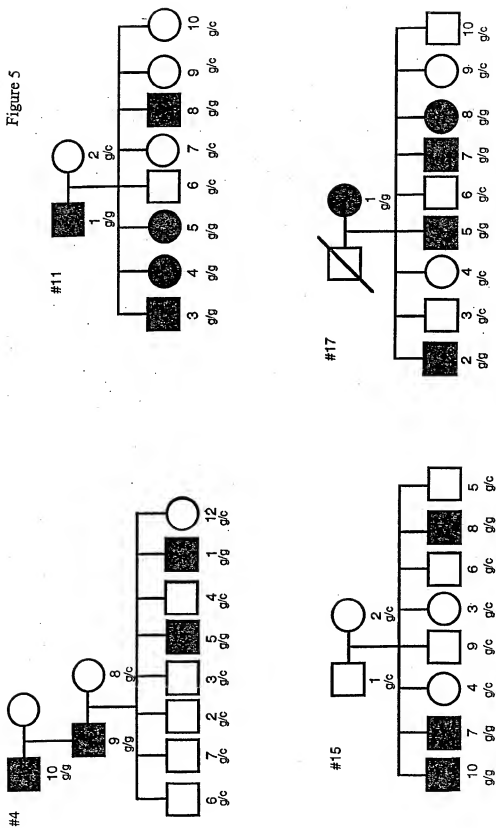 Figure 5
#4
10
g/g
9 8
g/g g/c
6 7 2 3 5 4 1 12
g/c g/c g/c g/c g/g g/c g/g g/c
#11
1 2
g/g g/c
3 4 5 6 7 8 9 10
g/g g/g g/g g/c g/c g/g g/c g/c
#15
1 2
g/c g/c
10 7 4 9 3 6 8 5
g/g g/g g/c g/c g/c g/c g/g g/c
#17
1
g/g
2 3 4 5 6 7 8 9 10
g/g g/c g/c g/g g/c g/g g/g g/c g/c